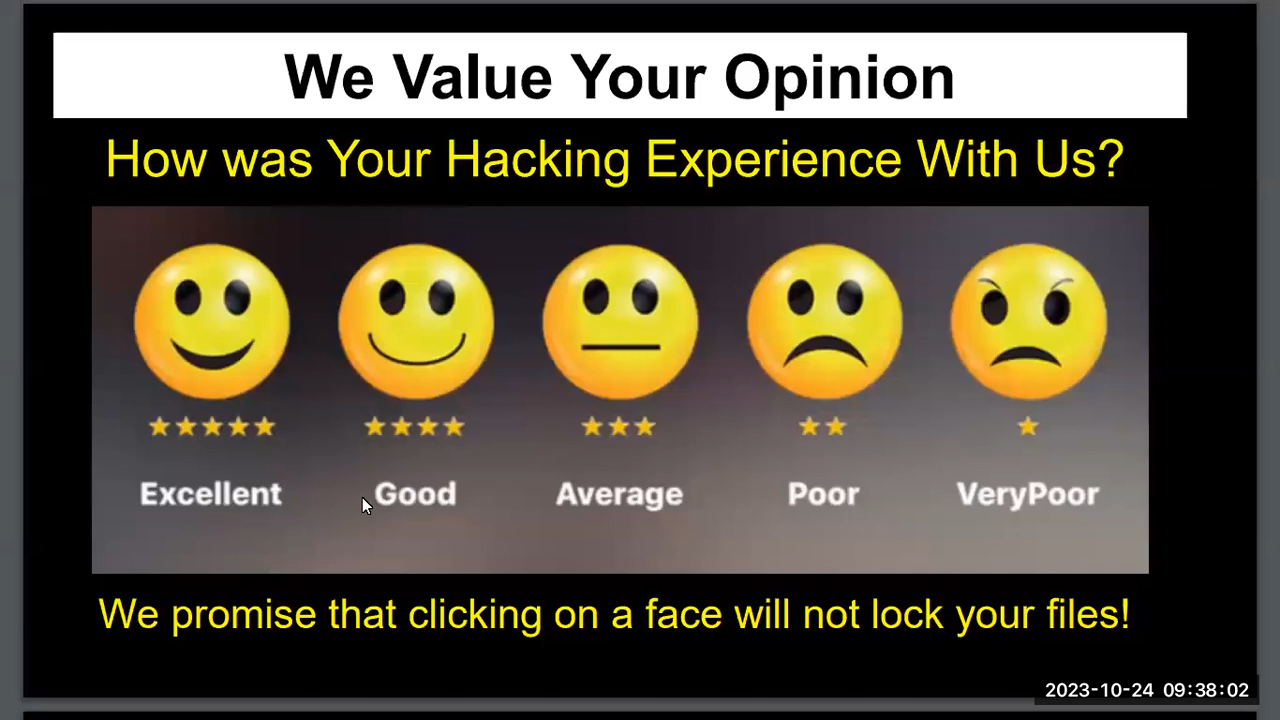 We Value Your Opinion
How was Your Hacking Experience With Us?
Excellent Good Average Poor VeryPoor
We promise that clicking on a face will not lock your files!
2023-10-24 09:38:02